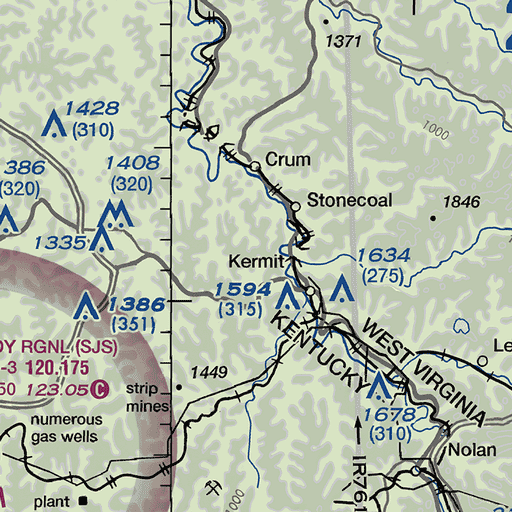 1371
1428
(310)
1000
386
(320)
1408
(320)
Crum
Stonecoal
1846
1335
Kermit
1634
(275)
1386
(351)
1594
(315)
KENTUCKY
WEST VIRGINIA
DY RGNL (SJS)
-3 120.175
50 123.05 C
1449
strip
mines
Le
1678
(310)
numerous
gas wells
Nolan
IR761
plant
1000